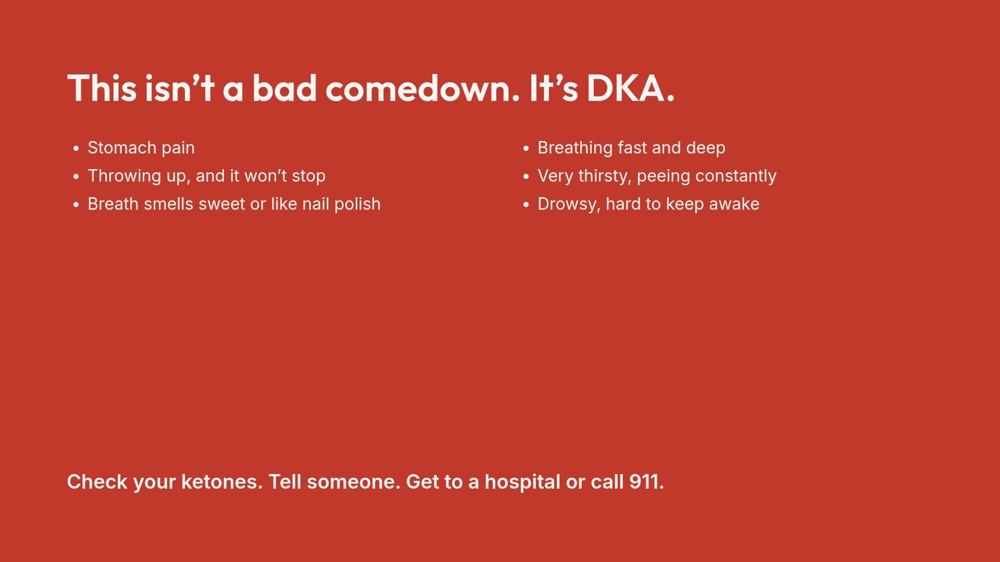 This isn’t a bad comedown. It’s DKA.
• Stomach pain
• Throwing up, and it won’t stop
• Breath smells sweet or like nail polish
• Breathing fast and deep
• Very thirsty, peeing constantly
• Drowsy, hard to keep awake
Check your ketones. Tell someone. Get to a hospital or call 911.